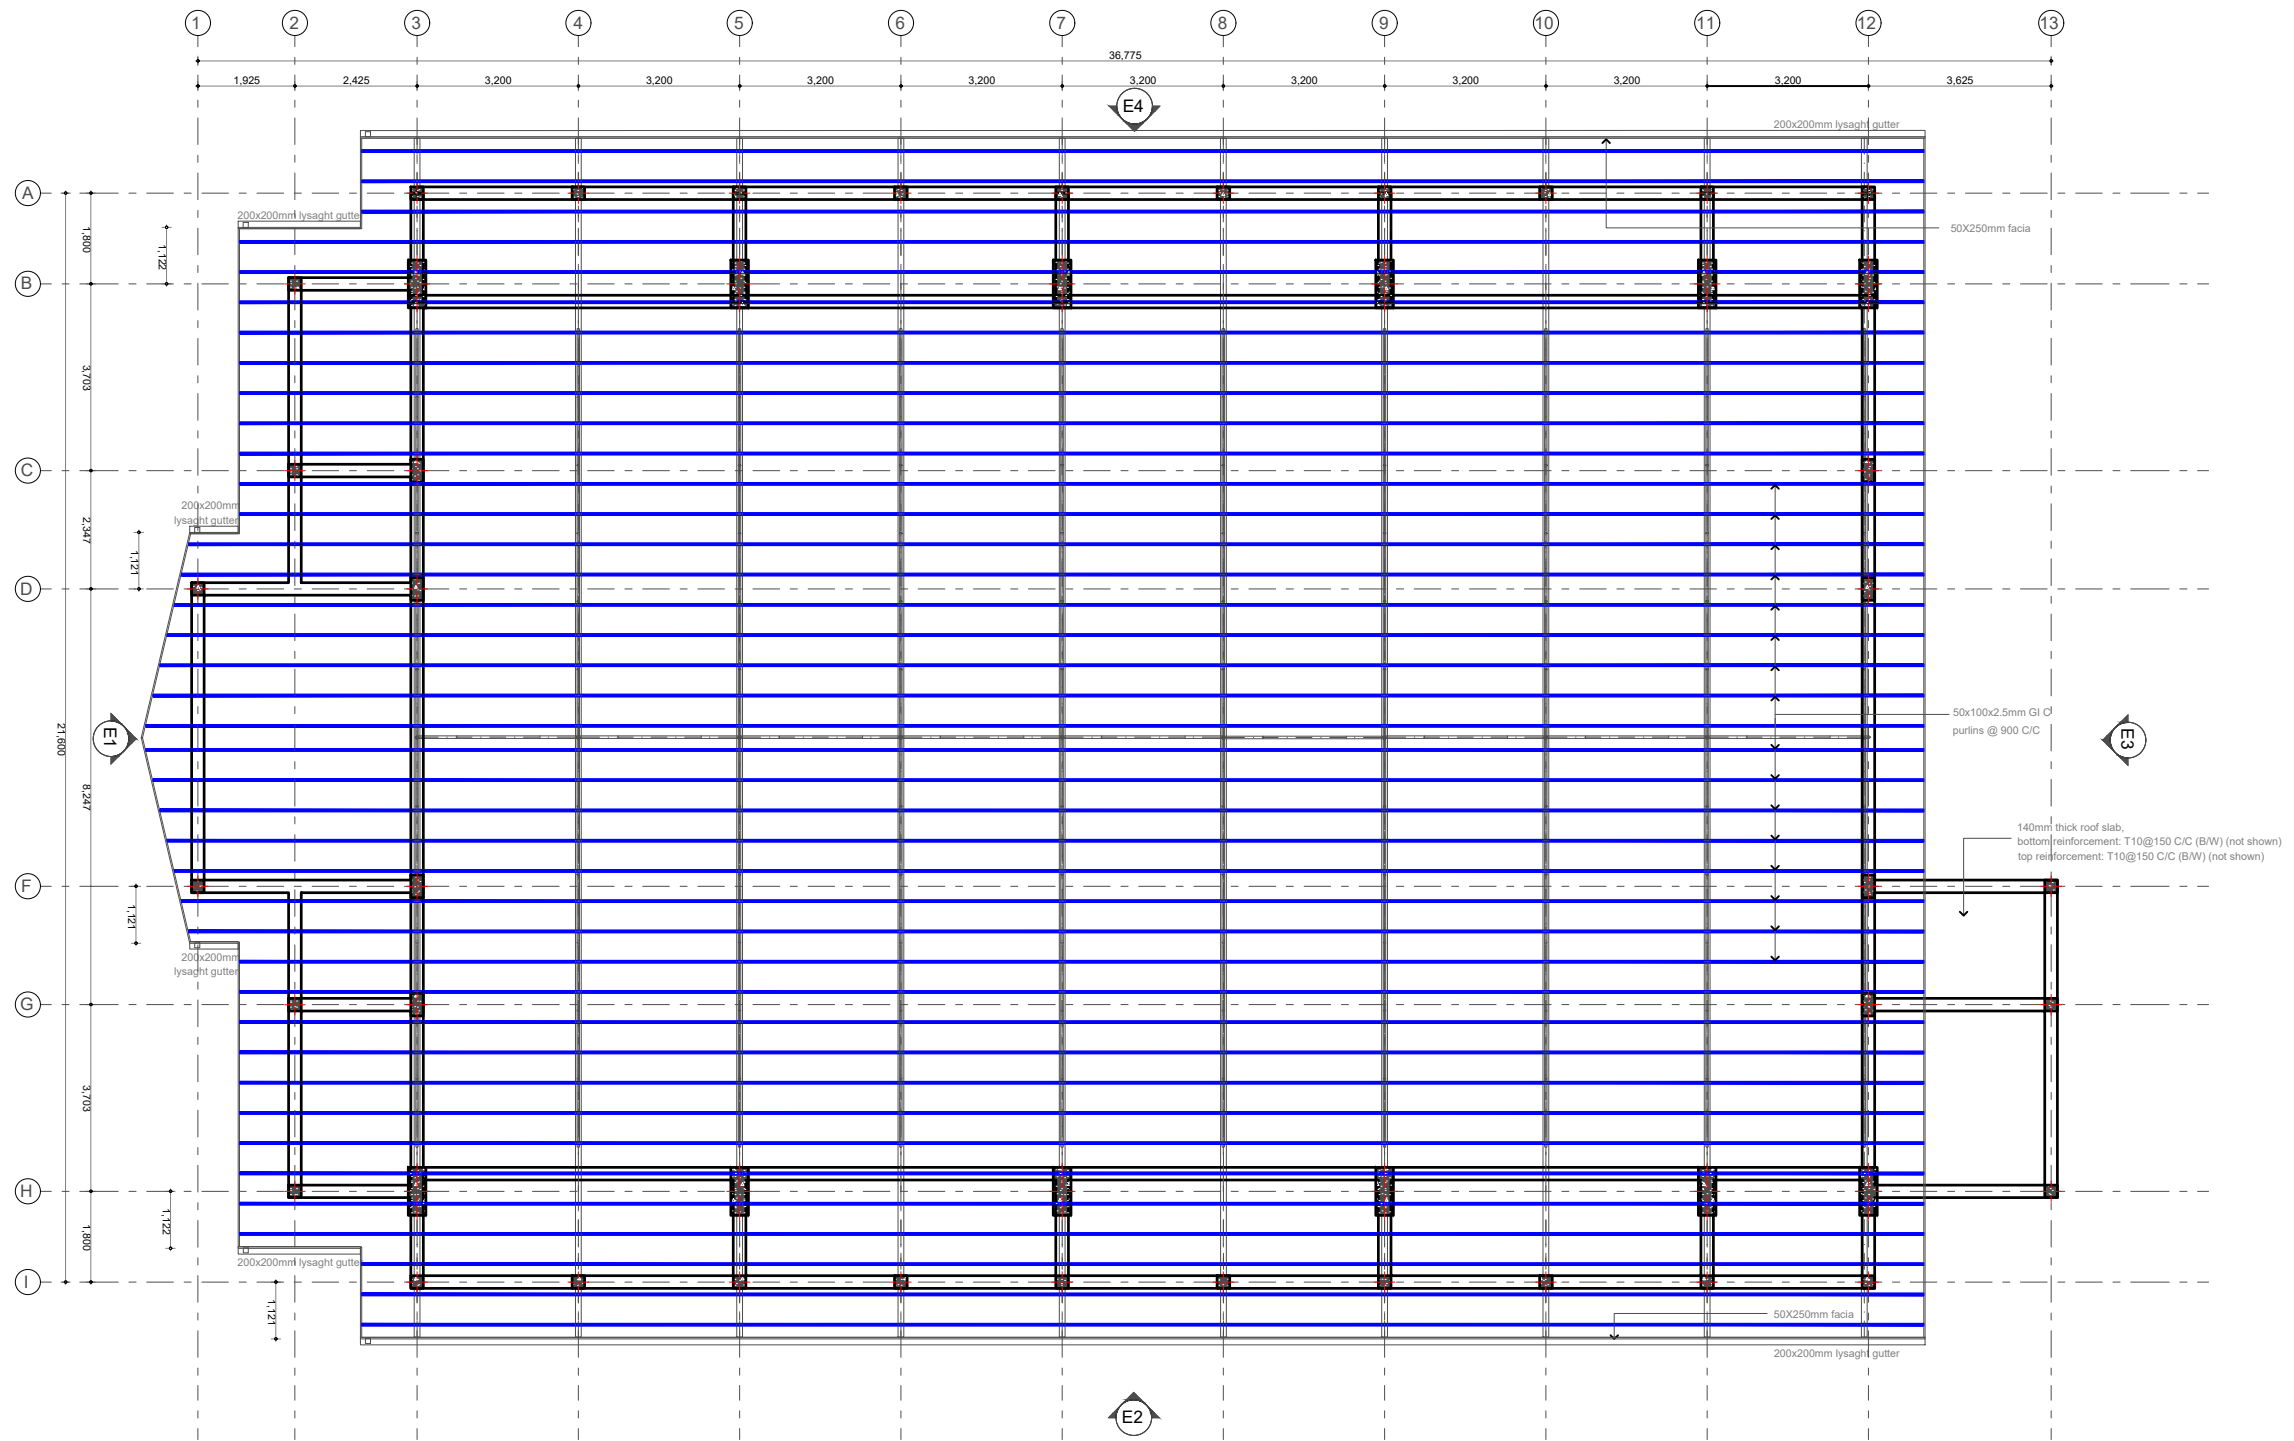 1 2 3 4 5 6 7 8 9 10 11 12 13
36,775
1,925 2,425 3,200 3,200 3,200 3,200 3,200 3,200 3,200 3,200 3,200 3,625
E4
200x200mm lysaght gutter
A
200x200mm lysaght gutte
50X250mm facia
1,800
1,122
B
3,703
C
200x200mm
lysaght gutter
2,347
1,121
D
50x100x2.5mm GI C
purlins @ 900 C/C
E1
21,600
E3
8,247
140mm thick roof slab,
bottom reinforcement: T10@150 C/C (B/W) (not shown)
top reinforcement: T10@150 C/C (B/W) (not shown)
F
1,121
200x200mm
lysaght gutter
G
3,703
H
1,122
1,800
200x200mm lysaght gutte
I
1,121
50X250mm facia
200x200mm lysaght gutter
E2